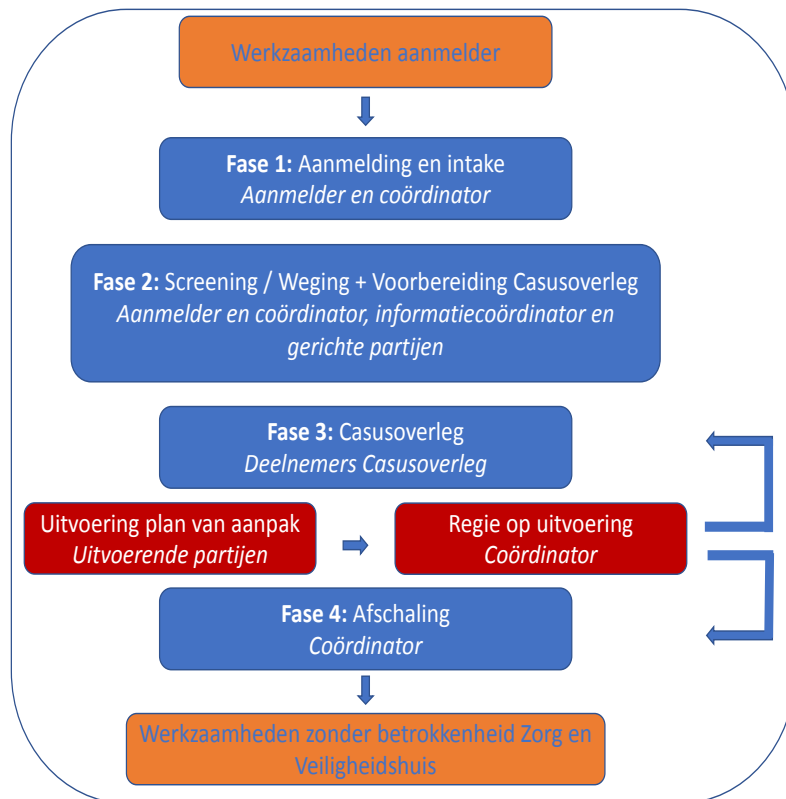 Werkzaamheden aanmelder
Fase 1: Aanmelding en intake
Aanmelder en coördinator
Fase 2: Screening / Weging + Voorbereiding Casusoverleg
Aanmelder en coördinator, informatiecoördinator en
gerichte partijen
Fase 3: Casusoverleg
Deelnemers Casusoverleg
Uitvoering plan van aanpak
Uitvoerende partijen
Regie op uitvoering
Coördinator
Fase 4: Afschaling
Coördinator
Werkzaamheden zonder betrokkenheid Zorg en
Veiligheidshuis